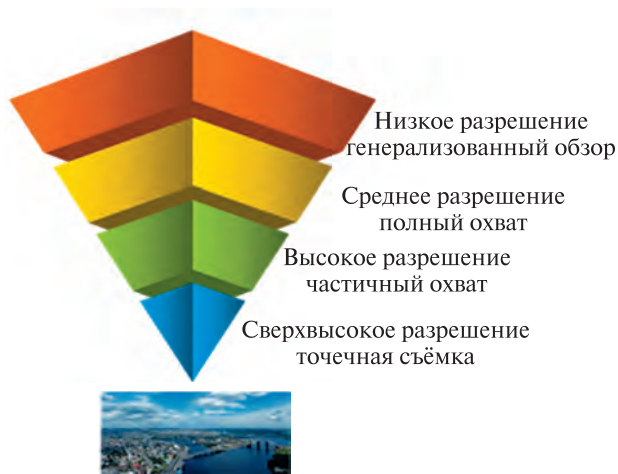 Низкое разрешение
генерализованный обзор
Среднее разрешение
полный охват
Высокое разрешение
частичный охват
Сверхвысокое разрешение
точечная съёмка